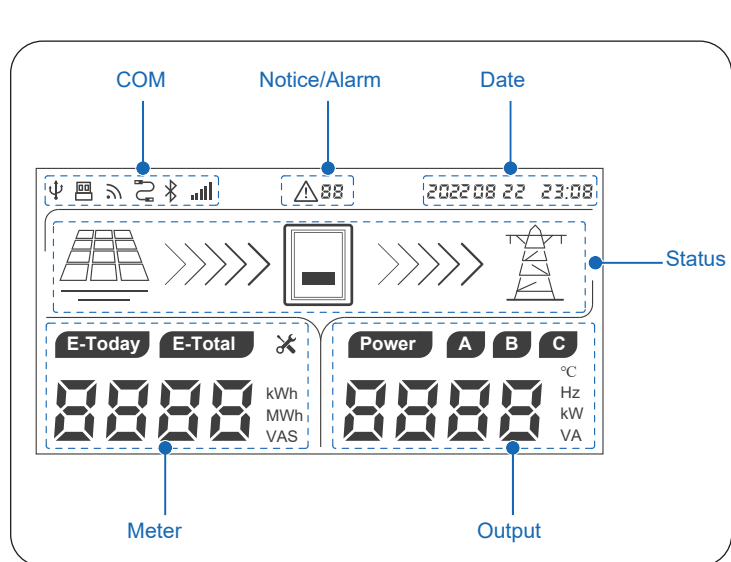 COM Notice/Alarm Date
88 2022 08 22 23:08
Status
E-Today E-Total Power A B C
8888 kWh MWh VAS 8888 °C Hz kW VA
Meter Output